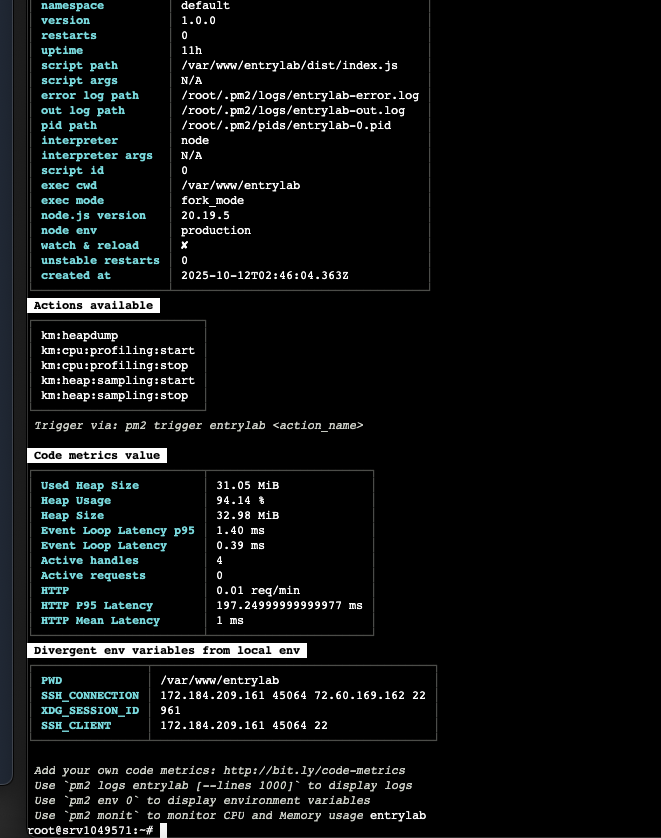 namespace default
version 1.0.0
restarts 0
uptime 11h
script path /var/www/entrylab/dist/index.js
script args N/A
error log path /root/.pm2/logs/entrylab-error.log
out log path /root/.pm2/logs/entrylab-out.log
pid path /root/.pm2/pids/entrylab-0.pid
interpreter node
interpreter args N/A
script id 0
exec cwd /var/www/entrylab
exec mode fork_mode
node.js version 20.19.5
node env production
watch & reload ✘
unstable restarts 0
created at 2025-10-12T02:46:04.363Z
Actions available
km:heapdump
km:cpu:profiling:start
km:cpu:profiling:stop
km:heap:sampling:start
km:heap:sampling:stop
Trigger via: pm2 trigger entrylab <action_name>
Code metrics value
Used Heap Size 31.05 MiB
Heap Usage 94.14 %
Heap Size 32.98 MiB
Event Loop Latency p95 1.40 ms
Event Loop Latency 0.39 ms
Active handles 4
Active requests 0
HTTP 0.01 req/min
HTTP P95 Latency 197.24999999999977 ms
HTTP Mean Latency 1 ms
Divergent env variables from local env
PWD /var/www/entrylab
SSH_CONNECTION 172.184.209.161 45064 72.60.169.162 22
XDG_SESSION_ID 961
SSH_CLIENT 172.184.209.161 45064 22
Add your own code metrics: http://bit.ly/code-metrics
Use `pm2 logs entrylab [--lines 1000]` to display logs
Use `pm2 env 0` to display environment variables
Use `pm2 monit` to monitor CPU and Memory usage entrylab
root@srv1049571:~#